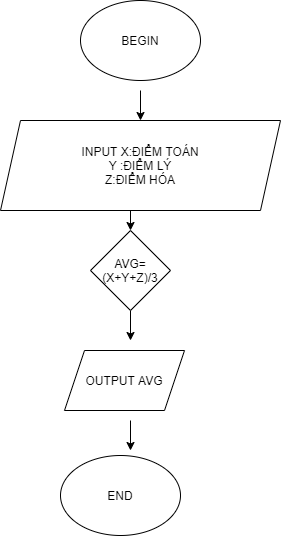 BEGIN
INPUT X:ĐIỂM TOÁN
Y :ĐIỂM LÝ
Z:ĐIỂM HÓA
AVG=
(X+Y+Z)/3
OUTPUT AVG
END